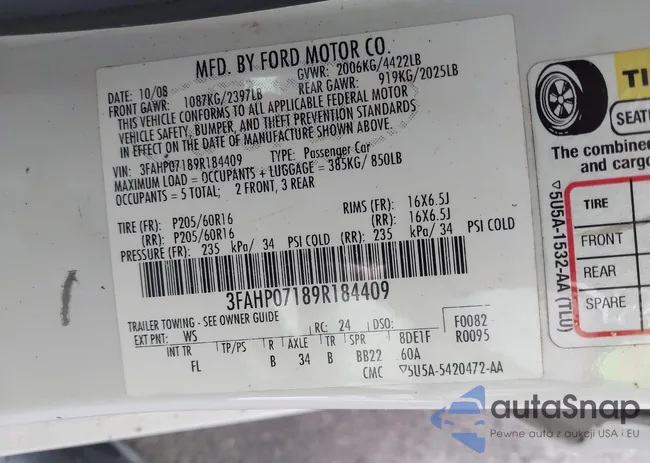 MFD. BY FORD MOTOR CO.
DATE: 10/08 GVWR: 2006KG/4422LB
FRONT GAWR: 1087KG/2397LB REAR GAWR: 919KG/2025LB
THIS VEHICLE CONFORMS TO ALL APPLICABLE FEDERAL MOTOR
VEHICLE SAFETY, BUMPER, AND THEFT PREVENTION STANDARDS
IN EFFECT ON THE DATE OF MANUFACTURE SHOWN ABOVE.
VIN: 3FAHP07189R184409 TYPE: Passenger Car
MAXIMUM LOAD = OCCUPANTS + LUGGAGE = 385KG/850LB
OCCUPANTS = 5 TOTAL; 2 FRONT, 3 REAR
TIRE (FR): P205/60R16 RIMS (FR): 16X6.5J
(RR): P205/60R16 (RR): 16X6.5J
PRESSURE (FR): 235 kPa/ 34 PSI COLD (RR): 235 kPa/ 34 PSI COLD
3FAHP07189R184409
TRAILER TOWING - SEE OWNER GUIDE
EXT PNT: WS RC: 24 DSO: F0082
INT TR TP/PS R AXLE TR SPR 8DE1F R0095
FL B 34 B BB22 60A
CMC ▽5U5A-5420472-AA
TI
SEATI
The combined
and cargo
TIRE
FRONT
REAR
SPARE
▽5U5A-1532-AA (TLU)
autoSnap
Pewne auta z aukcji USA i EU